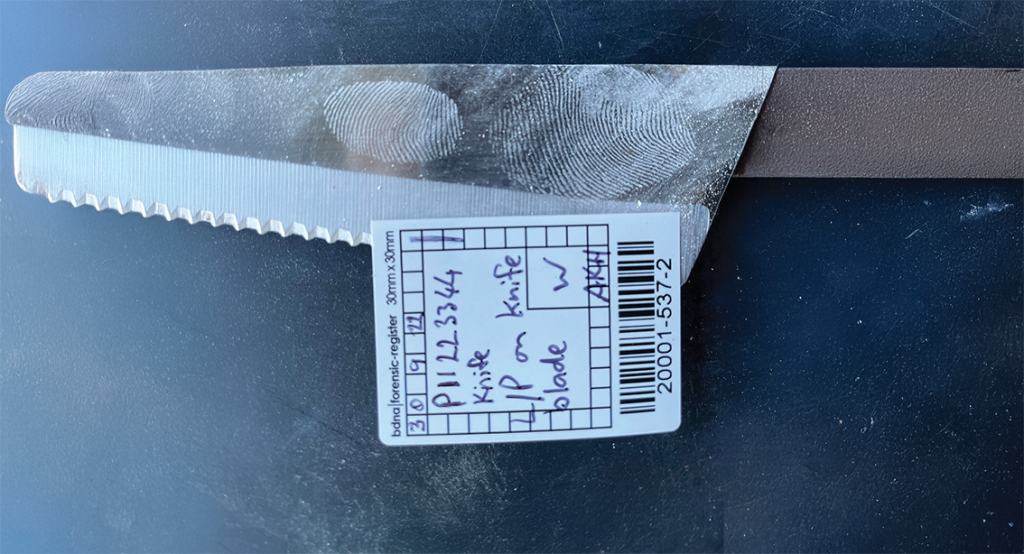 bdna|forensic-register 30mm x 30mm
30 9 22 1
P11223344
Knife
L/P on Knife
blade
W
AKH
20001-537-2